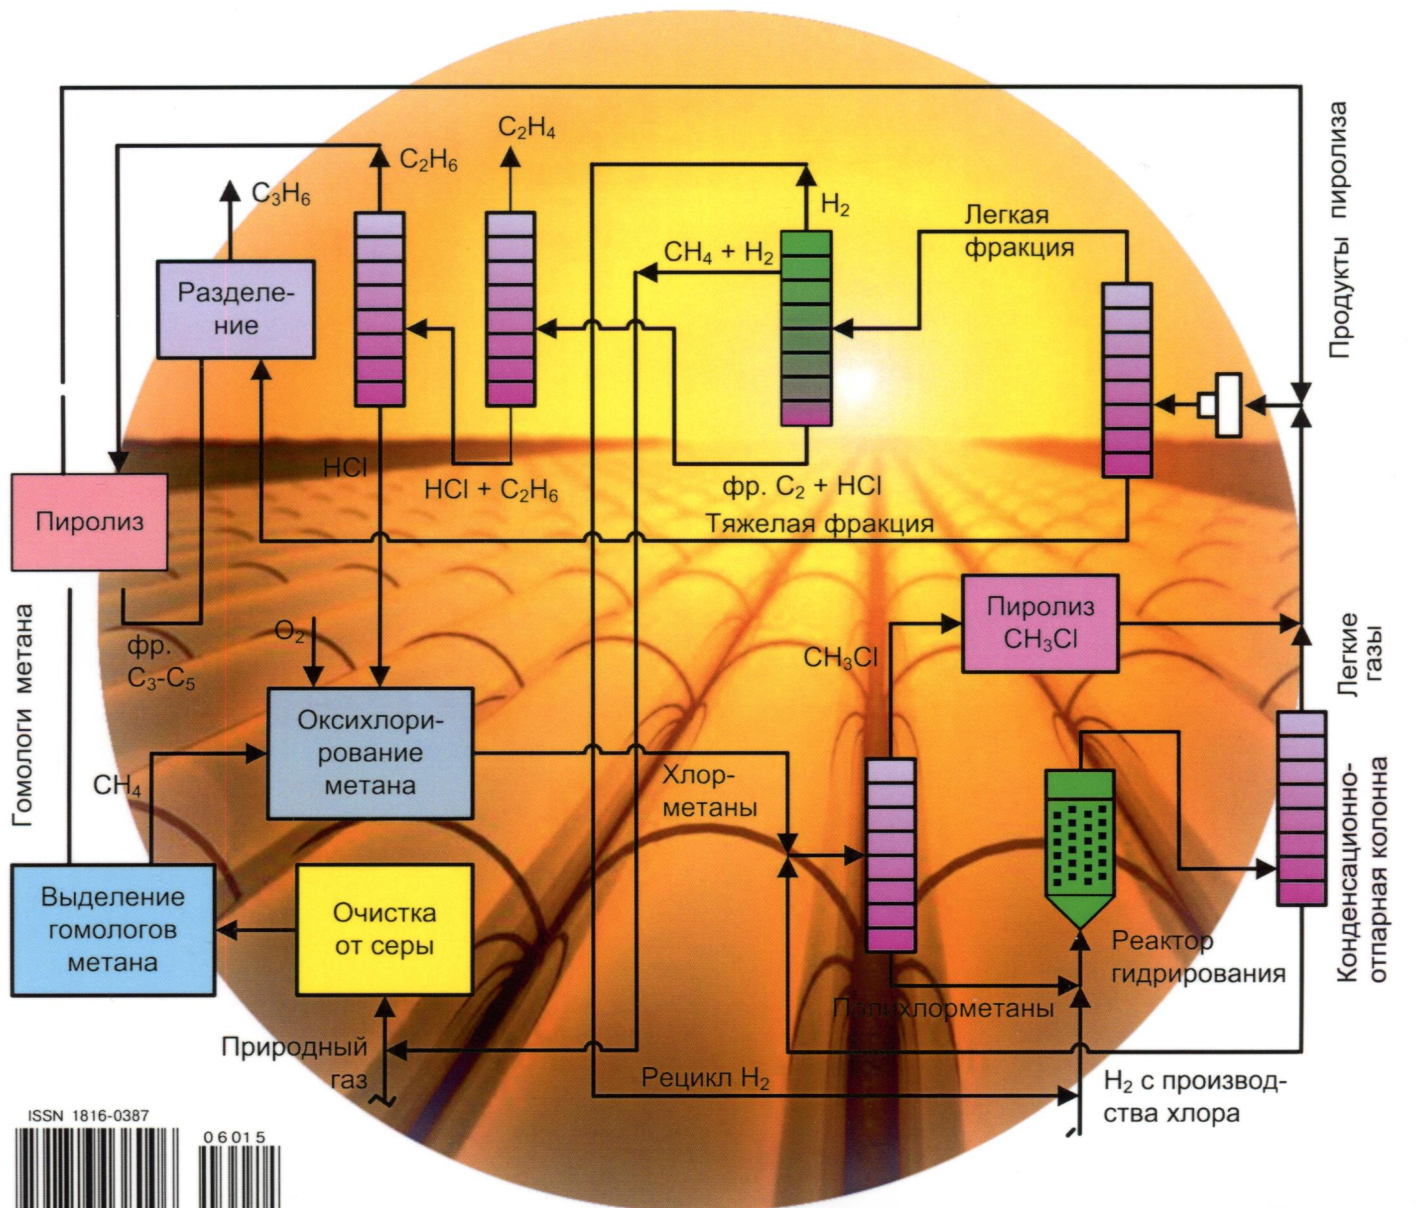 C₂H₄
C₂H₆
C₃H₆
H₂
Легкая
фракция
CH₄ + H₂
Продукты пиролиза
Разделе-
ние
HCl
HCl + C₂H₆
фр. C₂ + HCl
Тяжелая фракция
Пиролиз
Гомологи метана
фр.
C₃-C₅
O₂
Пиролиз
CH₃Cl
CH₃Cl
Легкие
газы
Оксихлори-
рование
метана
CH₄
Хлор-
метаны
Конденсационно-
отпарная колонна
Выделение
гомологов
метана
Очистка
от серы
Реактор
гидрирования
Полихлорметаны
Природный
газ
Рецикл H₂
H₂ с производ-
ства хлора
ISSN 1816-0387
06015